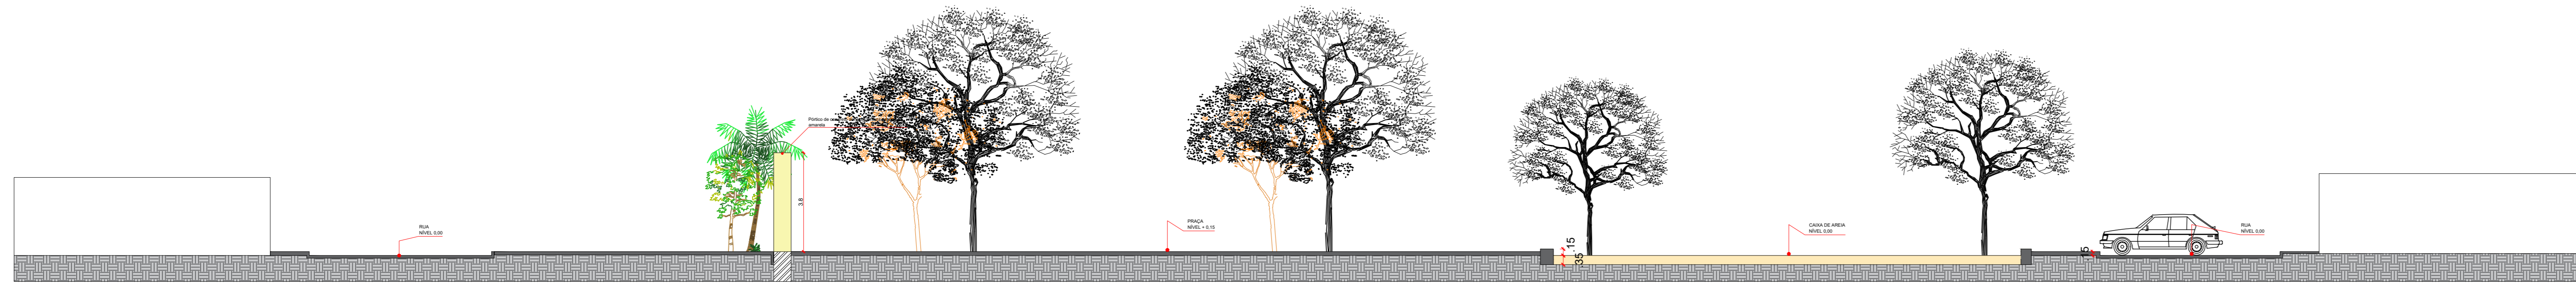 RUA
NÍVEL 0,00
Pórtico de
amarela
3.8
PRAÇA
NÍVEL + 0.15
.15
.35
CAIXA DE AREIA
NÍVEL 0,00
.15
RUA
NÍVEL 0,00